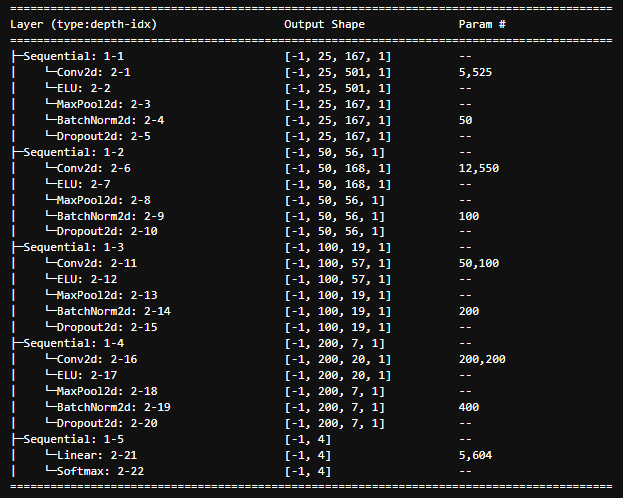 ==========================================================================================
Layer (type:depth-idx)                   Output Shape              Param #
==========================================================================================
├─Sequential: 1-1                        [-1, 25, 167, 1]          --
|    └─Conv2d: 2-1                       [-1, 25, 501, 1]          5,525
|    └─ELU: 2-2                          [-1, 25, 501, 1]          --
|    └─MaxPool2d: 2-3                    [-1, 25, 167, 1]          --
|    └─BatchNorm2d: 2-4                  [-1, 25, 167, 1]          50
|    └─Dropout2d: 2-5                    [-1, 25, 167, 1]          --
├─Sequential: 1-2                        [-1, 50, 56, 1]           --
|    └─Conv2d: 2-6                       [-1, 50, 168, 1]          12,550
|    └─ELU: 2-7                          [-1, 50, 168, 1]          --
|    └─MaxPool2d: 2-8                    [-1, 50, 56, 1]           --
|    └─BatchNorm2d: 2-9                  [-1, 50, 56, 1]           100
|    └─Dropout2d: 2-10                   [-1, 50, 56, 1]           --
├─Sequential: 1-3                        [-1, 100, 19, 1]          --
|    └─Conv2d: 2-11                      [-1, 100, 57, 1]          50,100
|    └─ELU: 2-12                         [-1, 100, 57, 1]          --
|    └─MaxPool2d: 2-13                   [-1, 100, 19, 1]          --
|    └─BatchNorm2d: 2-14                 [-1, 100, 19, 1]          200
|    └─Dropout2d: 2-15                   [-1, 100, 19, 1]          --
├─Sequential: 1-4                        [-1, 200, 7, 1]           --
|    └─Conv2d: 2-16                      [-1, 200, 20, 1]          200,200
|    └─ELU: 2-17                         [-1, 200, 20, 1]          --
|    └─MaxPool2d: 2-18                   [-1, 200, 7, 1]           --
|    └─BatchNorm2d: 2-19                 [-1, 200, 7, 1]           400
|    └─Dropout2d: 2-20                   [-1, 200, 7, 1]           --
├─Sequential: 1-5                        [-1, 4]                   --
|    └─Linear: 2-21                      [-1, 4]                   5,604
|    └─Softmax: 2-22                     [-1, 4]                   --
==========================================================================================